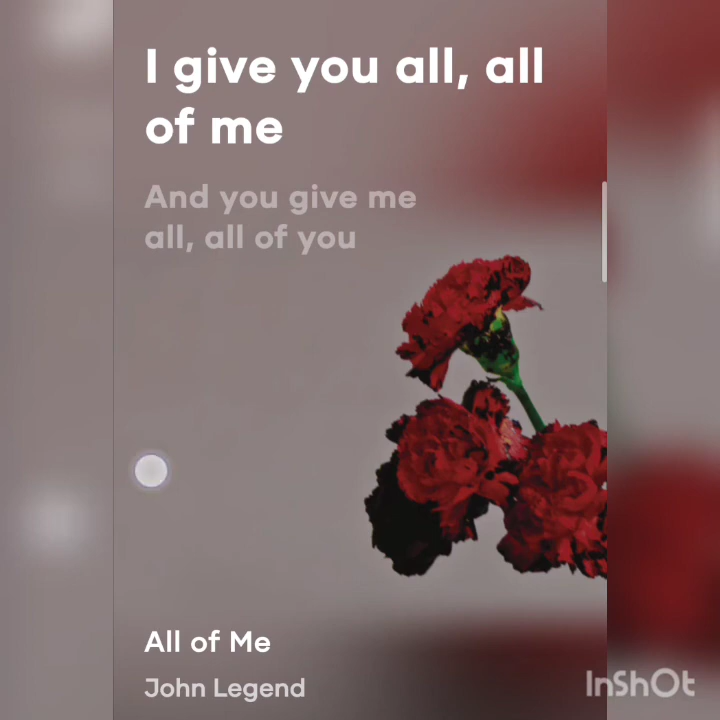 I give you all, all
of me
And you give me
all, all of you
All of Me
John Legend
InShOt